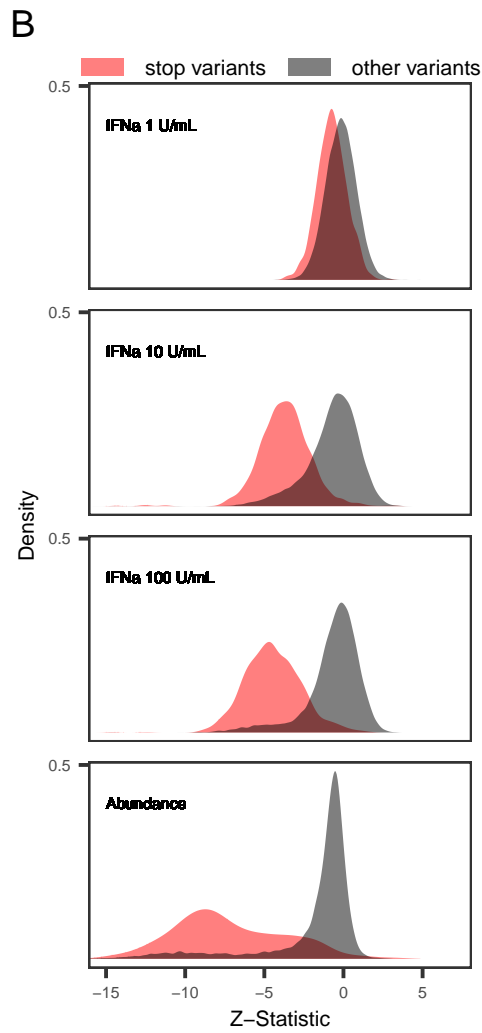 B
stop variants other variants
0.5
IFNa 1 U/mL
0.5
IFNa 10 U/mL
Density
0.5
IFNa 100 U/mL
0.5
Abundance
−15 −10 −5 0 5
Z−Statistic